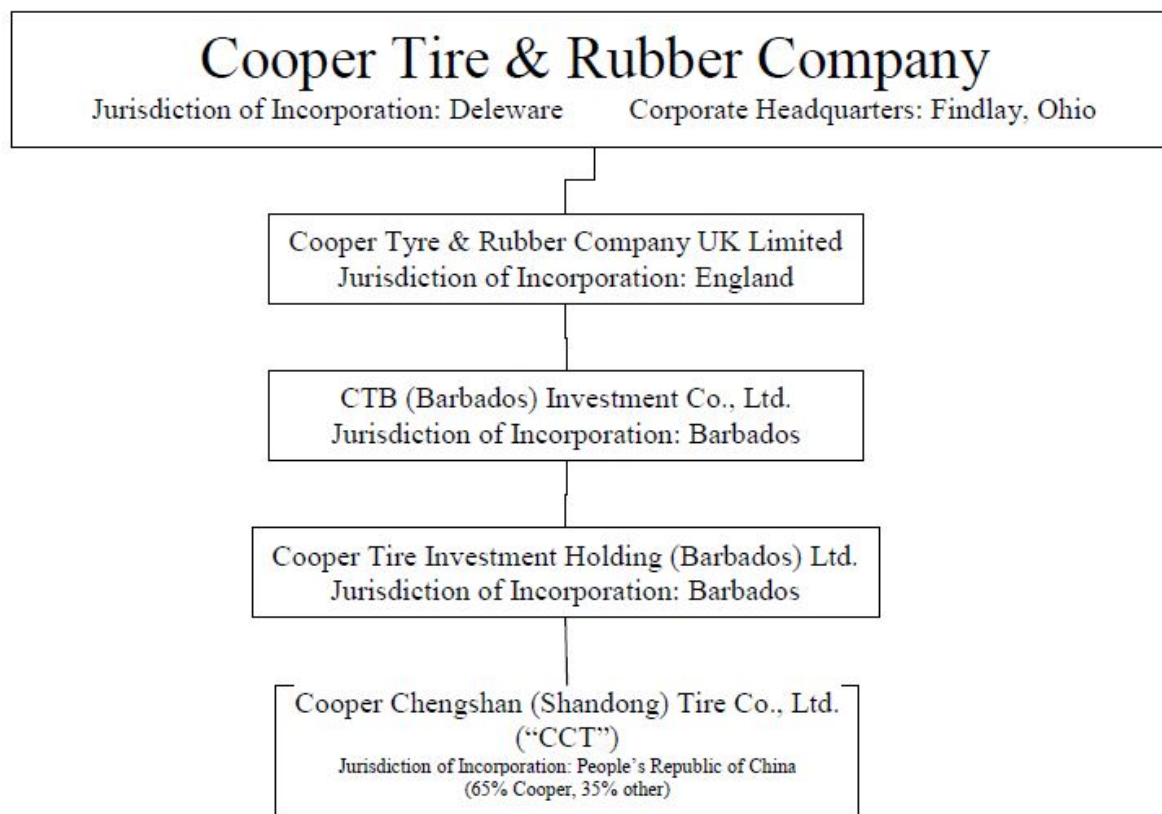 Cooper Tire & Rubber Company
Jurisdiction of Incorporation: Deleware Corporate Headquarters: Findlay, Ohio
Cooper Tyre & Rubber Company UK Limited
Jurisdiction of Incorporation: England
CTB (Barbados) Investment Co., Ltd.
Jurisdiction of Incorporation: Barbados
Cooper Tire Investment Holding (Barbados) Ltd.
Jurisdiction of Incorporation: Barbados
Cooper Chengshan (Shandong) Tire Co., Ltd.
(“CCT”)
Jurisdiction of Incorporation: People’s Republic of China
(65% Cooper, 35% other)